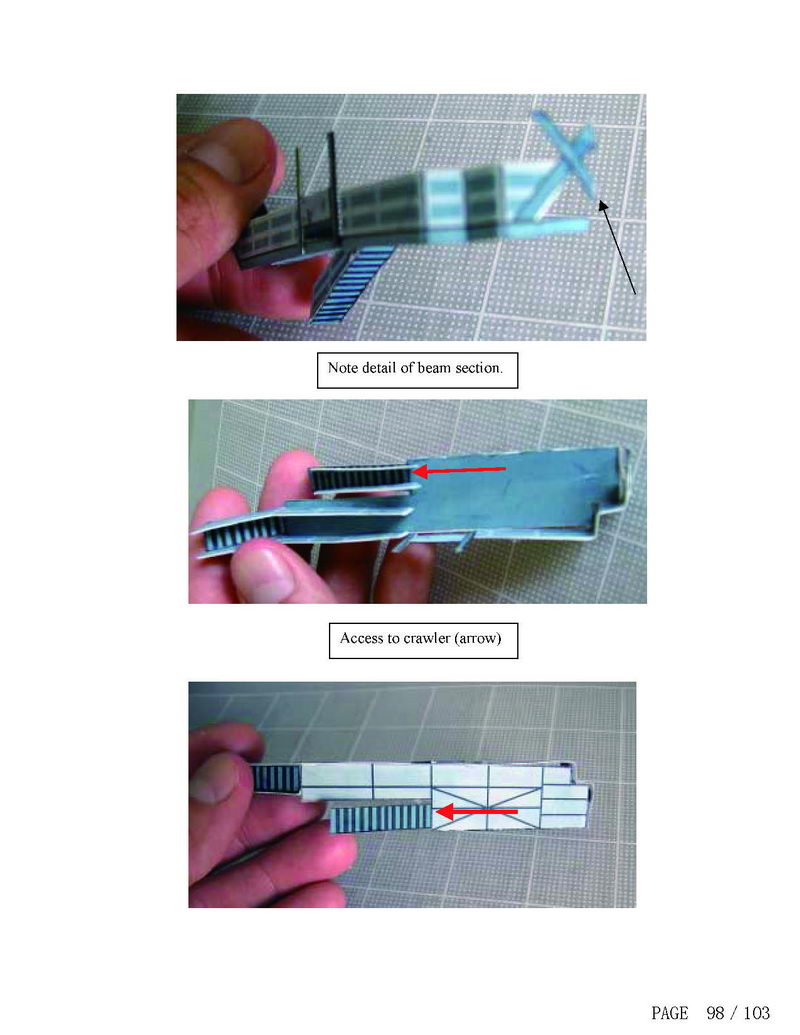 Note detail of beam section.
Access to crawler (arrow)
PAGE 98 / 103